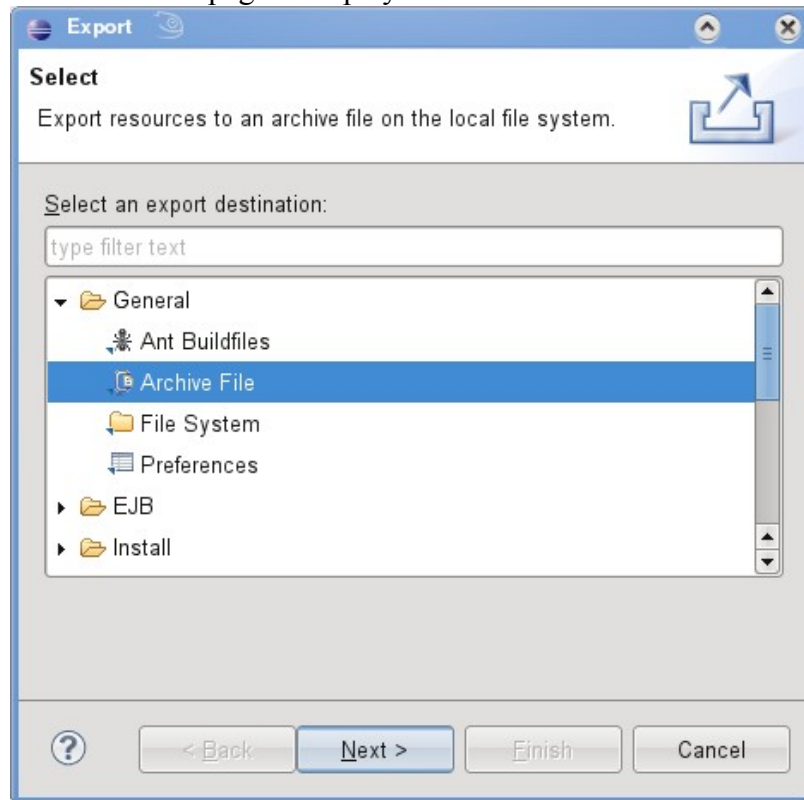 Export
Select
Export resources to an archive file on the local file system.
Select an export destination:
type filter text
General
Ant Buildfiles
Archive File
File System
Preferences
EJB
Install
? < Back Next > Finish Cancel